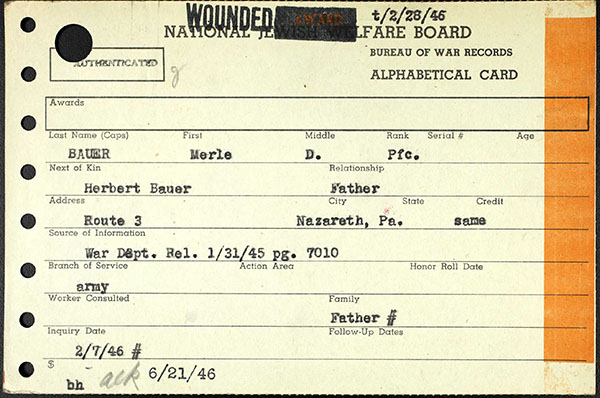 WOUNDED AWARD t/2/28/46
NATIONAL JEWISH WELFARE BOARD
BUREAU OF WAR RECORDS
AUTHENTICATED
ALPHABETICAL CARD
Awards
Last Name (Caps) First Middle Rank Serial # Age
BAUER Merle D. Pfc.
Next of Kin Relationship
Herbert Bauer Father
Address City State Credit
Route 3 Nazareth, Pa. same
Source of Information
War Dept. Rel. 1/31/45 pg. 7010
Branch of Service Action Area Honor Roll Date
army
Worker Consulted Family
Father #
Inquiry Date Follow-Up Dates
2/7/46 #
$
bh ack 6/21/46